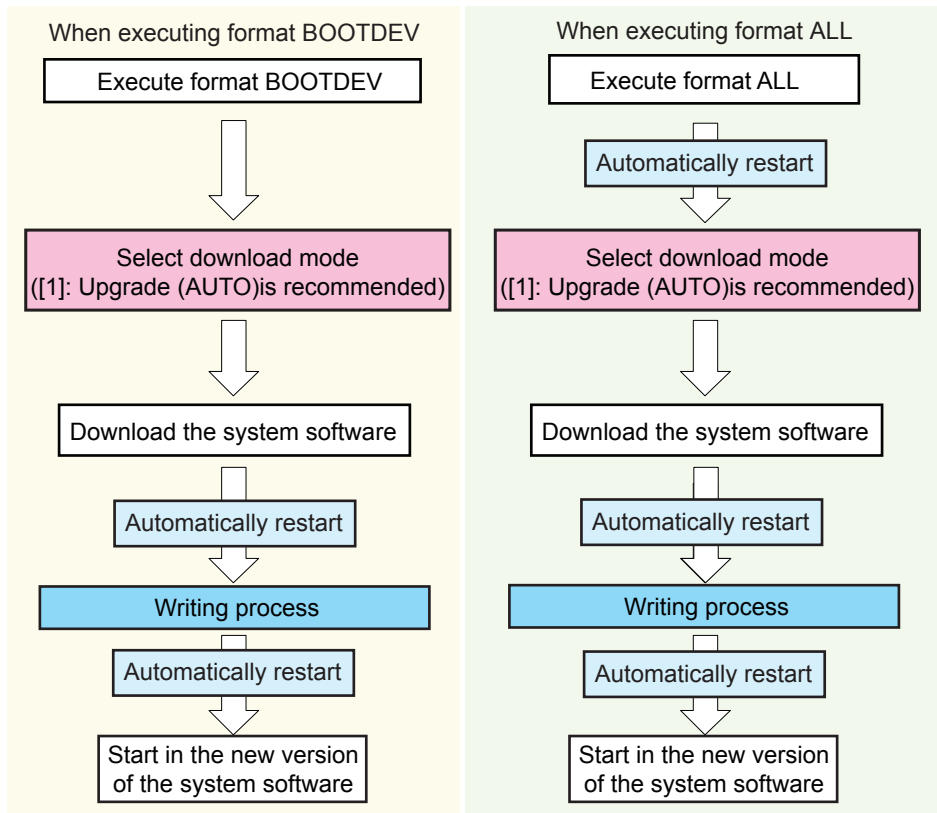 When executing format BOOTDEV
Execute format BOOTDEV
Select download mode
([1]: Upgrade (AUTO)is recommended)
Download the system software
Automatically restart
Writing process
Automatically restart
Start in the new version
of the system software
When executing format ALL
Execute format ALL
Automatically restart
Select download mode
([1]: Upgrade (AUTO)is recommended)
Download the system software
Automatically restart
Writing process
Automatically restart
Start in the new version
of the system software